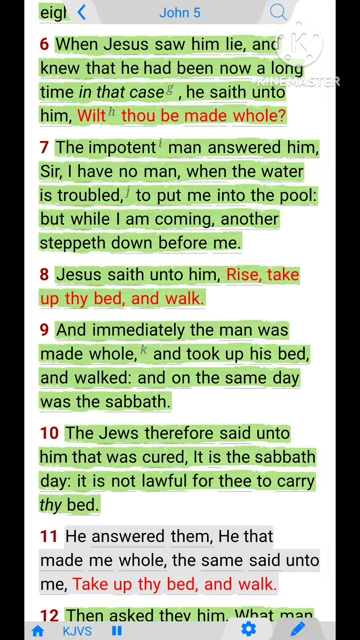 eigh
John 5
6 When Jesus saw him lie, and
knew that he had been now a long
time in that case g , he saith unto
him, Wilt h thou be made whole?
KINEMASTER
7 The impotent i man answered him,
Sir, I have no man, when the water
is troubled, j to put me into the pool:
but while I am coming, another
steppeth down before me.
8 Jesus saith unto him, Rise, take
up thy bed, and walk.
9 And immediately the man was
made whole, k and took up his bed,
and walked: and on the same day
was the sabbath.
10 The Jews therefore said unto
him that was cured, It is the sabbath
day: it is not lawful for thee to carry
thy bed.
11 He answered them, He that
made me whole, the same said unto
me, Take up thy bed, and walk.
12 Then asked they him, What man
KJVS